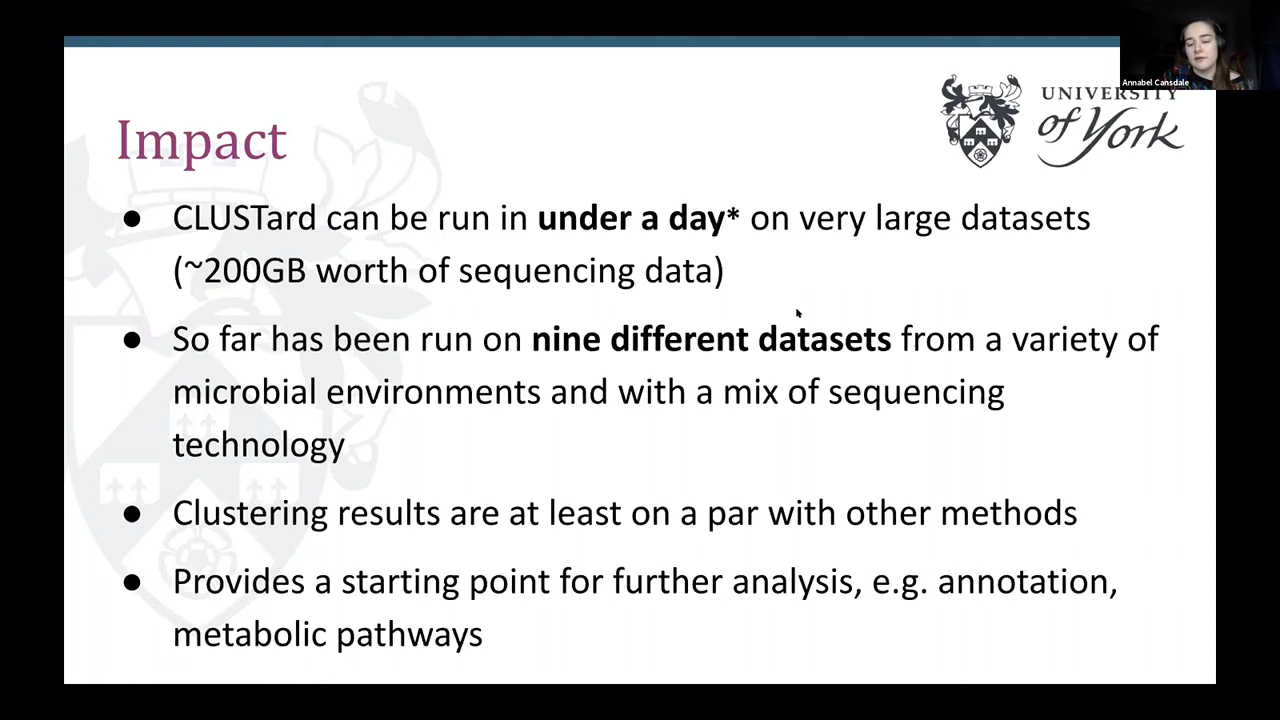 Annabel Cansdale
UNIVERSITY
of York
Impact
● CLUSTard can be run in under a day* on very large datasets
(~200GB worth of sequencing data)
● So far has been run on nine different datasets from a variety of
microbial environments and with a mix of sequencing
technology
● Clustering results are at least on a par with other methods
● Provides a starting point for further analysis, e.g. annotation,
metabolic pathways